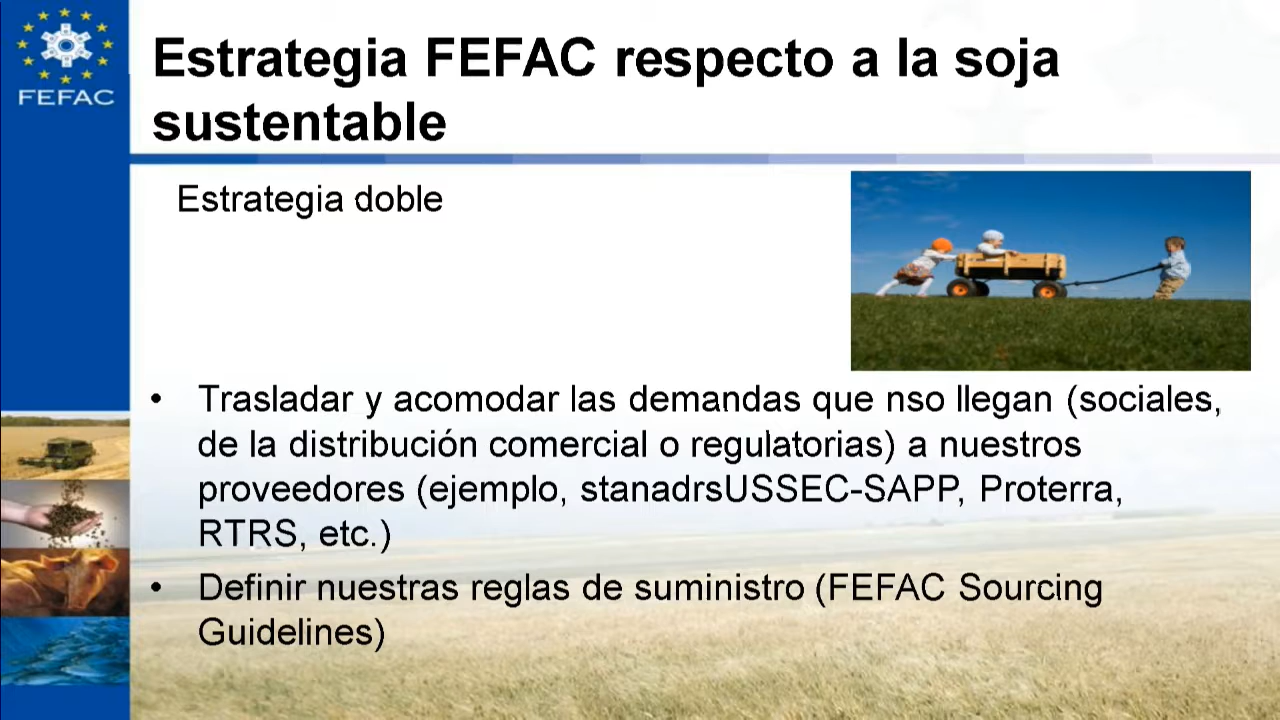 FEFAC
Estrategia FEFAC respecto a la soja
sustentable
Estrategia doble
• Trasladar y acomodar las demandas que nso llegan (sociales,
de la distribución comercial o regulatorias) a nuestros
proveedores (ejemplo, stanadrsUSSEC-SAPP, Proterra,
RTRS, etc.)
• Definir nuestras reglas de suministro (FEFAC Sourcing
Guidelines)